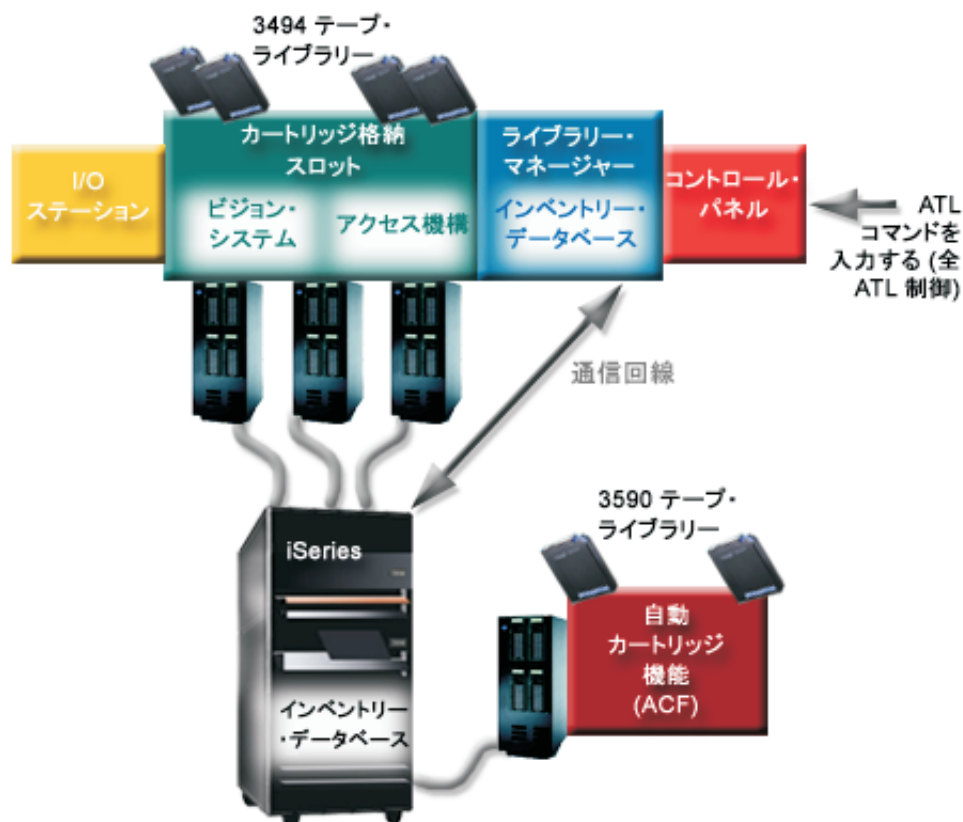 3494 テープ・
ライブラリー
カートリッジ格納
スロット
ライブラリー・
マネージャー
I/O
ステーション
ビジョン・
システム
アクセス機構
インベントリー・
データベース
コントロール・
パネル
ATL
コマンドを
入力する (全
ATL 制御)
通信回線
3590 テープ・
ライブラリー
iSeries
自動
カートリッジ
機能
(ACF)
インベントリー
・データベース